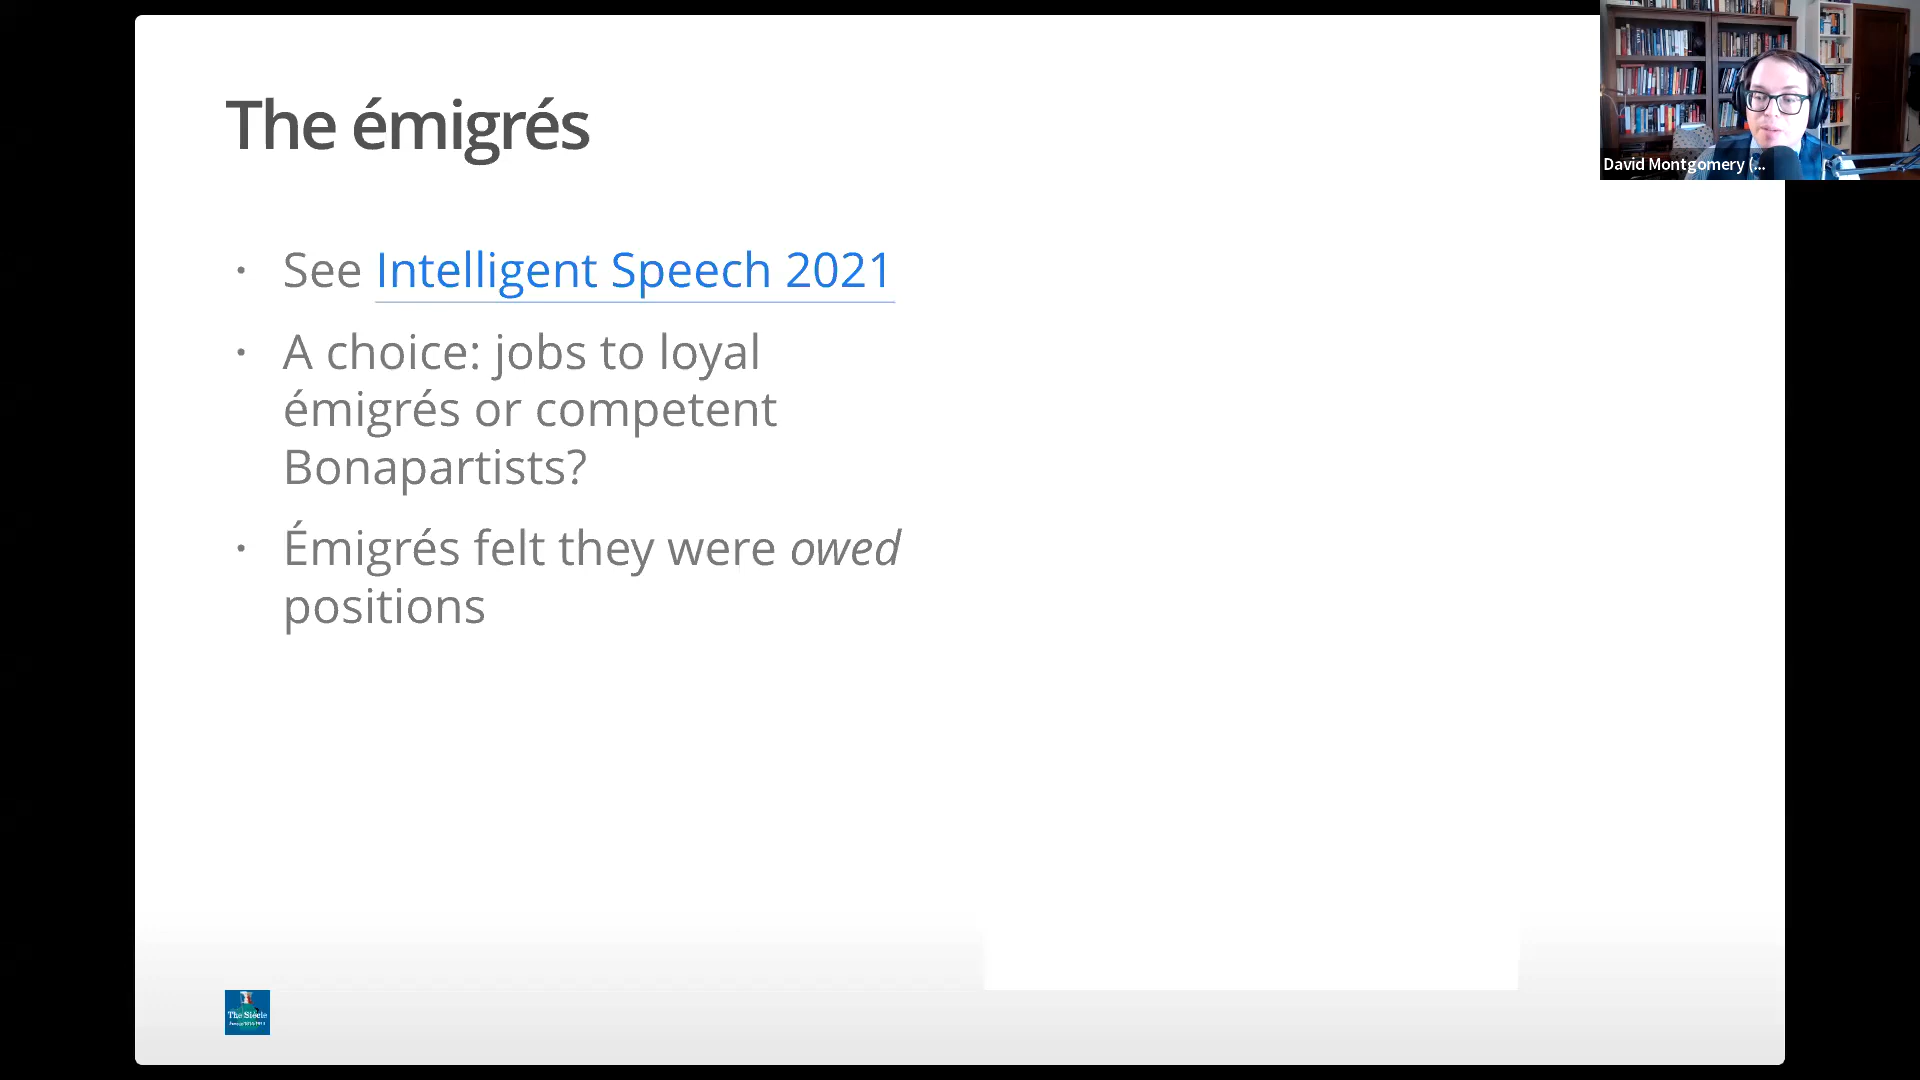 The émigrés
David Montgomery (...
• See Intelligent Speech 2021
• A choice: jobs to loyal
émigrés or competent
Bonapartists?
• Émigrés felt they were owed
positions
The Siècle